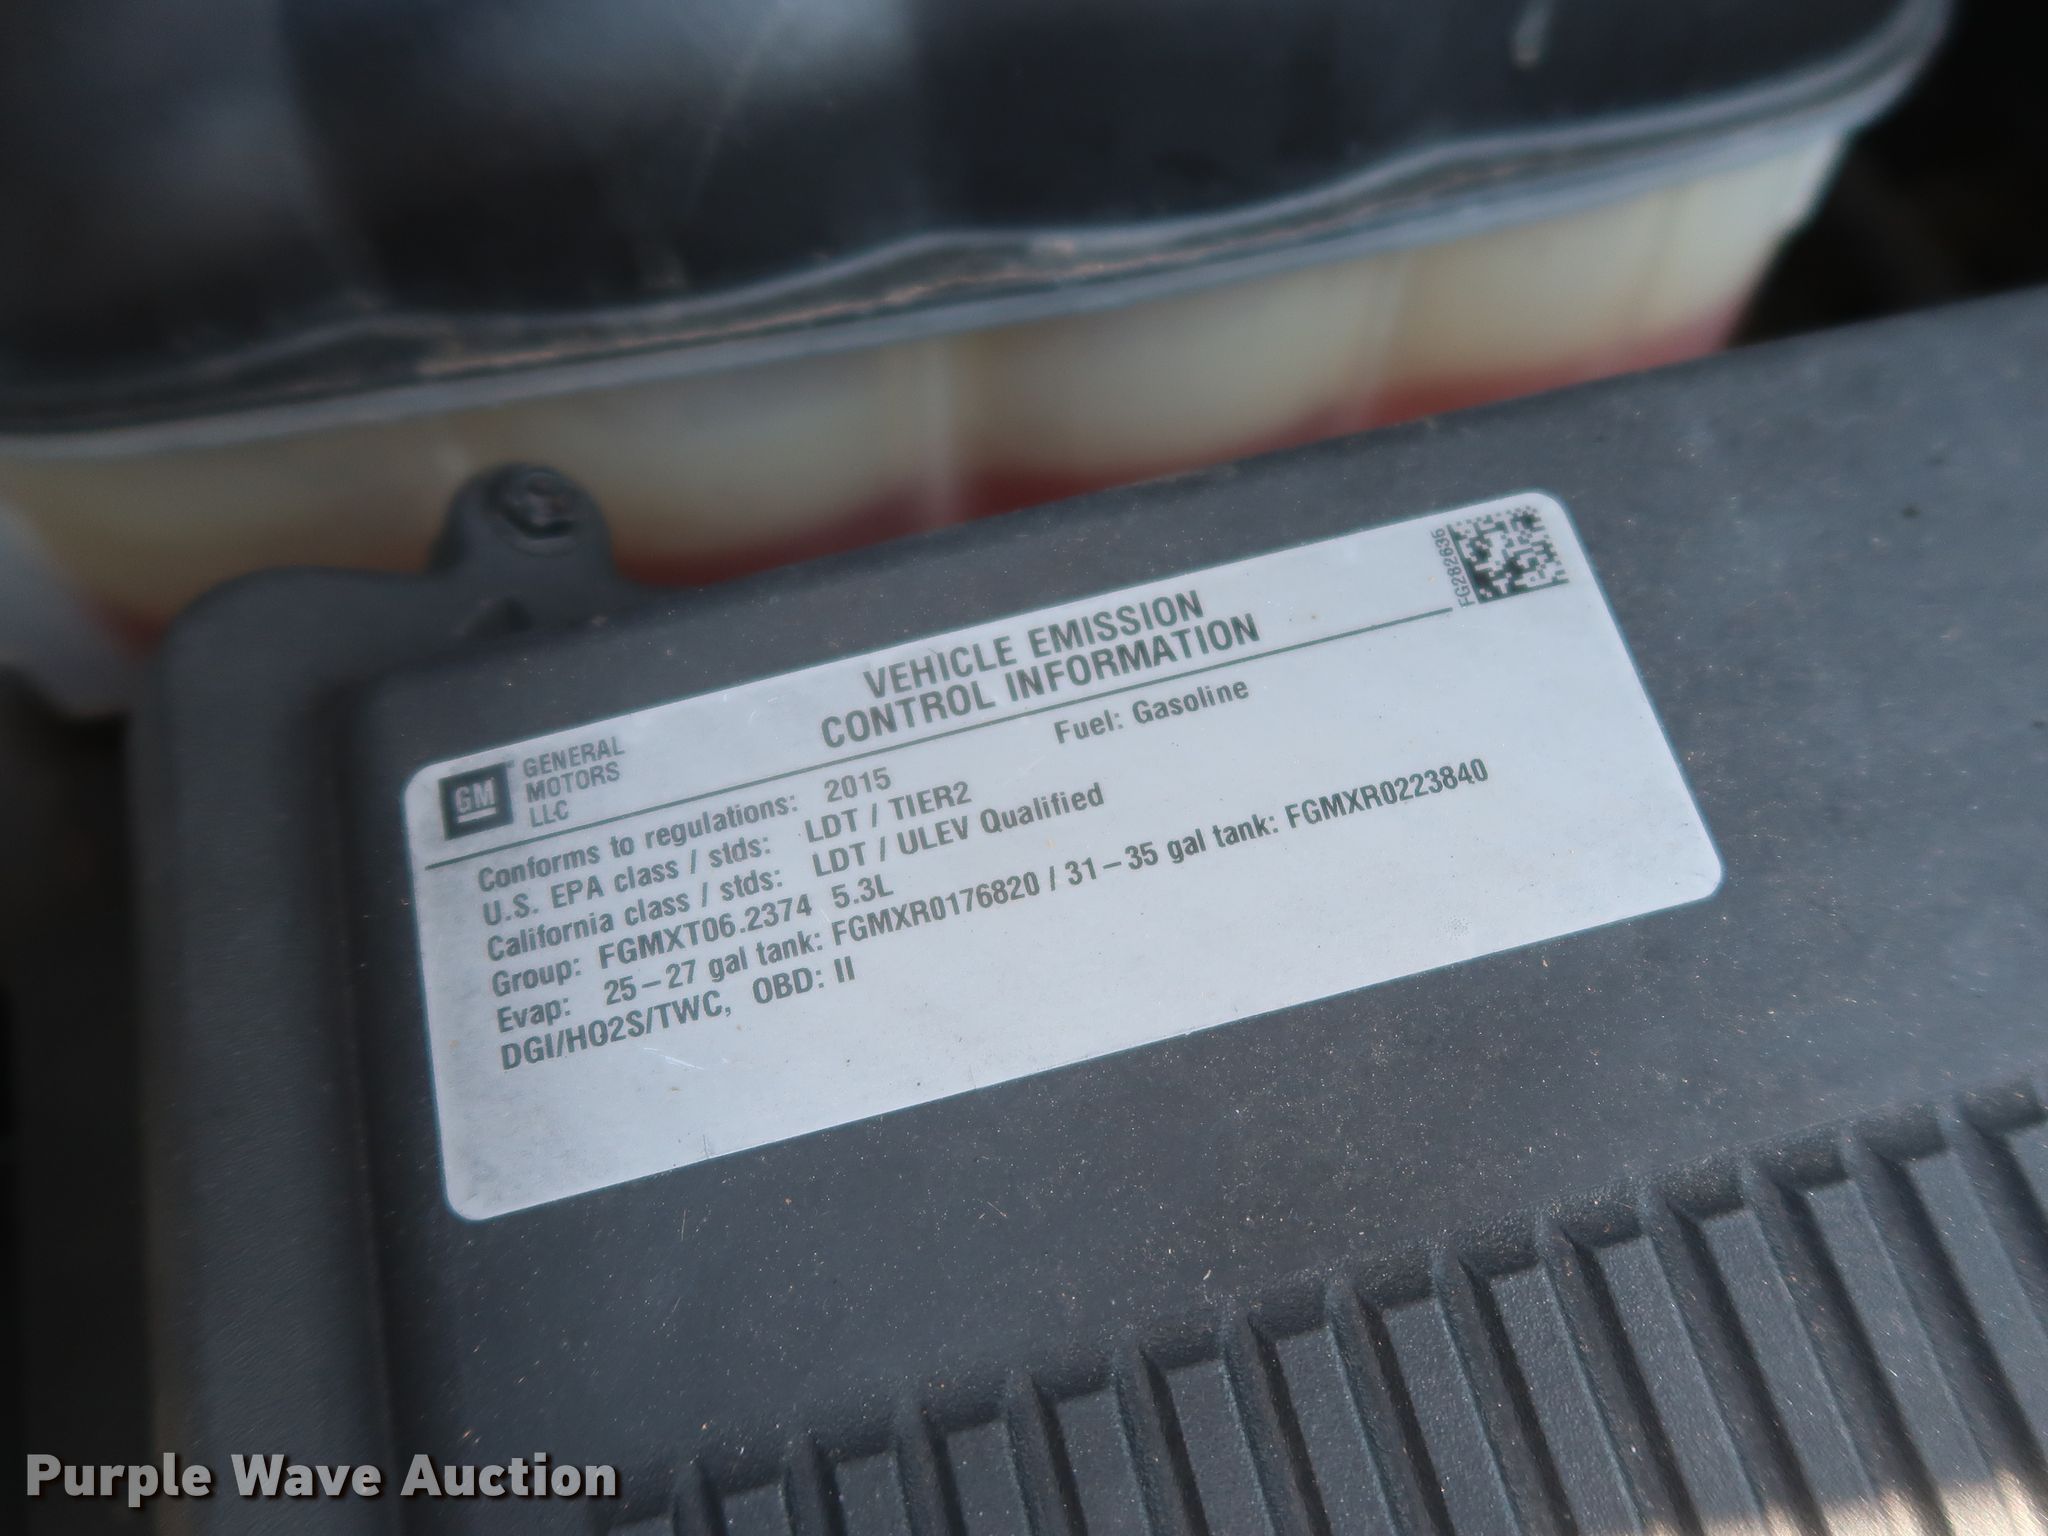 VEHICLE EMISSION
CONTROL INFORMATION
FG282636
GM
GENERAL
MOTORS
LLC
Conforms to regulations: 2015 Fuel: Gasoline
U.S. EPA class / stds: LDT / TIER2
California class / stds: LDT / ULEV Qualified
Group: FGMXT06.2374 5.3L
Evap: 25–27 gal tank: FGMXR0176820 / 31–35 gal tank: FGMXR0223840
DGI/HO2S/TWC, OBD: II
Purple Wave Auction